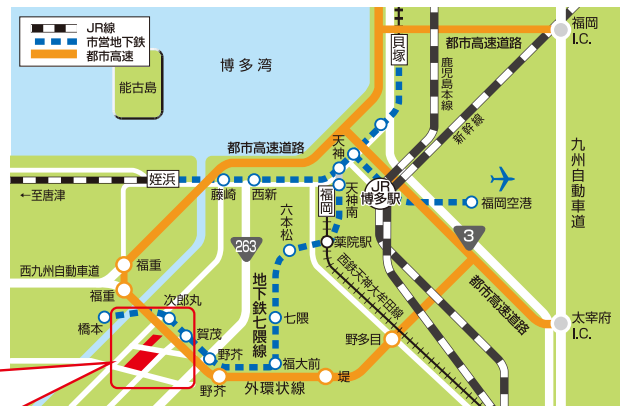 JR線
市営地下鉄
都市高速
博多湾
能古島
貝塚
都市高速道路
福岡
I.C.
鹿児島本線
新幹線
九州自動車道
都市高速道路
天神
天神南
JR
博多駅
福岡空港
姪浜
←至唐津
藤崎
西新
福岡
六本松
薬院駅
263
3
西九州自動車道
福重
福重
地下鉄七隈線
西鉄天神大牟田線
都市高速道路
太宰府
I.C.
次郎丸
橋本
賀茂
野芥
七隈
福大前
野多目
野芥
外環状線
堤